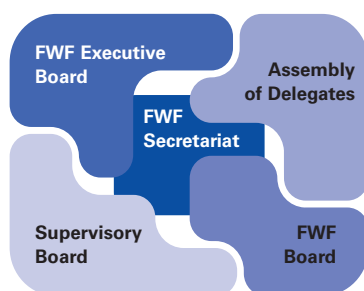 FWF Executive
Board
Assembly
of Delegates
FWF
Secretariat
Supervisory
Board
FWF
Board